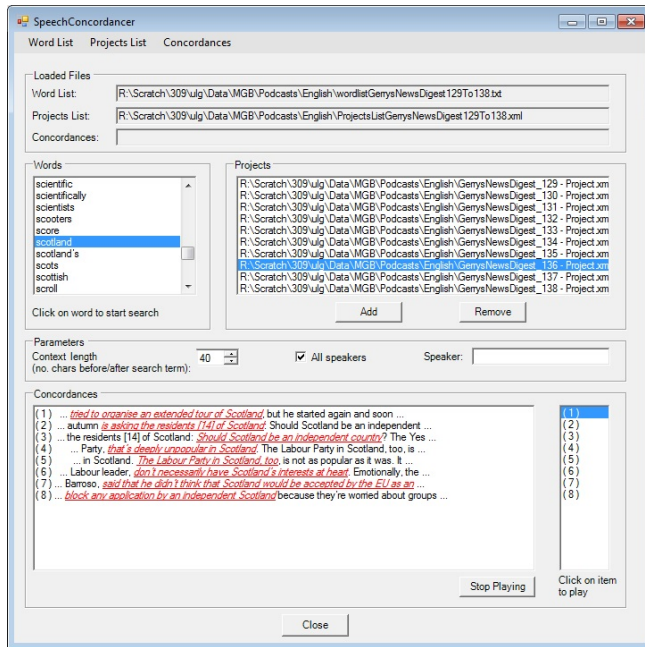 SpeechConcordancer
Word List Projects List Concordances
Loaded Files
Word List: R:\Scratch\309\ulg\Data\MGB\Podcasts\English\wordlistGerrysNewsDigest129To138.txt
Projects List: R:\Scratch\309\ulg\Data\MGB\Podcasts\English\ProjectsListGerrysNewsDigest129To138.xml
Concordances:
Words
scientific
scientifically
scientists
scooters
score
scotland
scotland's
scots
scottish
scroll
Click on word to start search
Projects
R:\Scratch\309\ulg\Data\MGB\Podcasts\English\GerrysNewsDigest_129 - Project.xm
R:\Scratch\309\ulg\Data\MGB\Podcasts\English\GerrysNewsDigest_130 - Project.xm
R:\Scratch\309\ulg\Data\MGB\Podcasts\English\GerrysNewsDigest_131 - Project.xm
R:\Scratch\309\ulg\Data\MGB\Podcasts\English\GerrysNewsDigest_132 - Project.xm
R:\Scratch\309\ulg\Data\MGB\Podcasts\English\GerrysNewsDigest_133 - Project.xm
R:\Scratch\309\ulg\Data\MGB\Podcasts\English\GerrysNewsDigest_134 - Project.xm
R:\Scratch\309\ulg\Data\MGB\Podcasts\English\GerrysNewsDigest_135 - Project.xm
R:\Scratch\309\ulg\Data\MGB\Podcasts\English\GerrysNewsDigest_136 - Project.xm
R:\Scratch\309\ulg\Data\MGB\Podcasts\English\GerrysNewsDigest_137 - Project.xm
R:\Scratch\309\ulg\Data\MGB\Podcasts\English\GerrysNewsDigest_138 - Project.xm
Add Remove
Parameters
Context length
(no. chars before/after search term): 40 All speakers Speaker:
Concordances
( 1 ) ... tried to organise an extended tour of Scotland, but he started again and soon ...
( 2 ) ... autumn is asking the residents [14] of Scotland: Should Scotland be an independent ...
( 3 ) ... the residents [14] of Scotland: Should Scotland be an independent country? The Yes ...
( 4 ) ... Party, that's deeply unpopular in Scotland. The Labour Party in Scotland, too, is ...
( 5 ) ... in Scotland. The Labour Party in Scotland, too, is not as popular as it was. It ...
( 6 ) ... Labour leader, don't necessarily have Scotland's interests at heart. Emotionally, the ...
( 7 ) ... Barroso, said that he didn't think that Scotland would be accepted by the EU as an ...
( 8 ) ... block any application by an independent Scotland because they're worried about groups ...
( 1 )
( 2 )
( 3 )
( 4 )
( 5 )
( 6 )
( 7 )
( 8 )
Stop Playing
Click on item
to play
Close